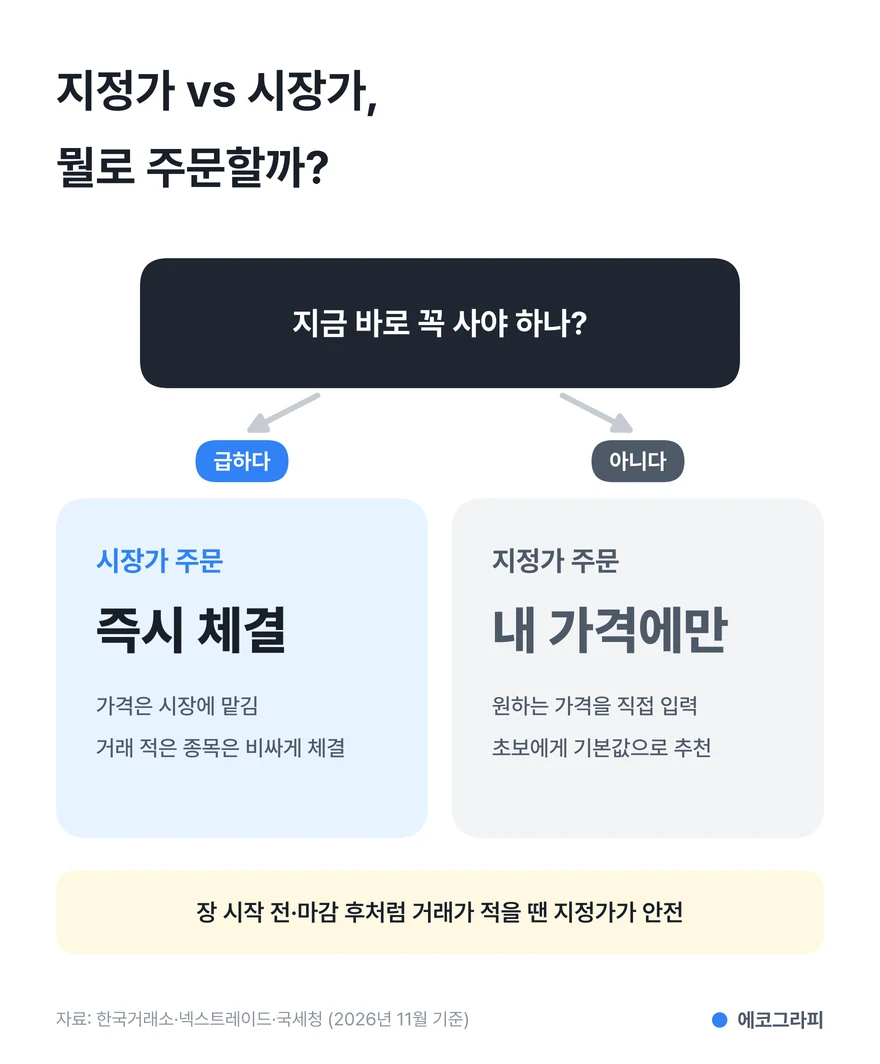 지정가 vs 시장가,
뭘로 주문할까?
지금 바로 꼭 사야 하나?
급하다
아니다
시장가 주문
즉시 체결
가격은 시장에 맡김
거래 적은 종목은 비싸게 체결
지정가 주문
내 가격에만
원하는 가격을 직접 입력
초보에게 기본값으로 추천
장 시작 전·마감 후처럼 거래가 적을 땐 지정가가 안전
자료: 한국거래소·넥스트레이드·국세청 (2026년 11월 기준)
에코그라피